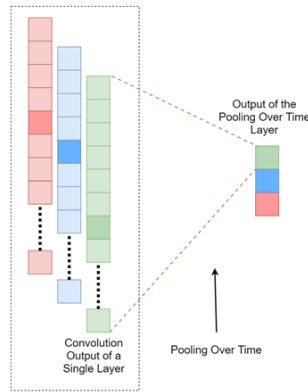 Output of the
Pooling Over Time
Layer
Convolution
Output of a
Single Layer
Pooling Over Time